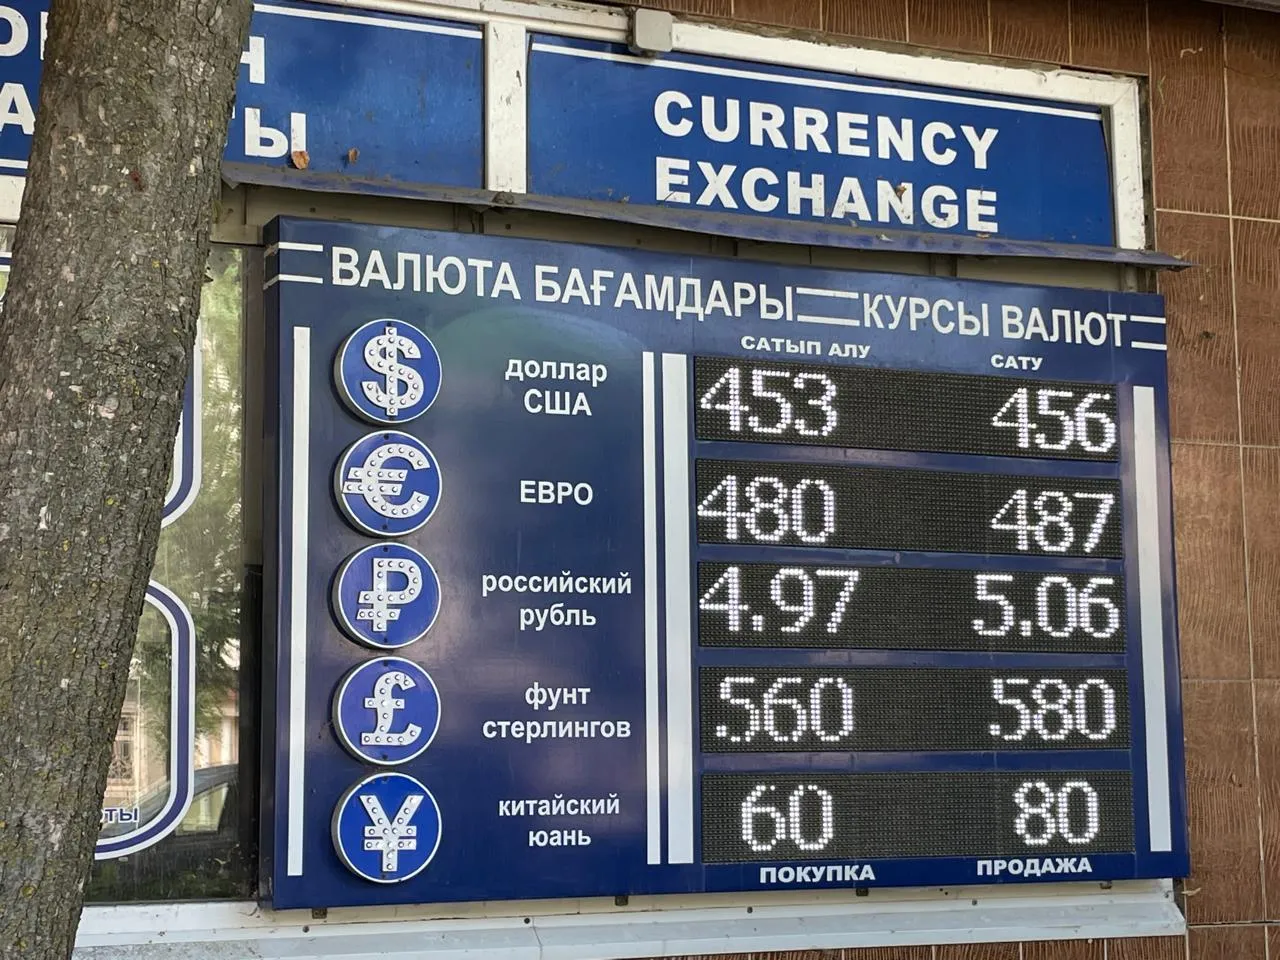 CURRENCY
EXCHANGE
ВАЛЮТА БАҒАМДАРЫ КУРСЫ ВАЛЮТ
САТЫП АЛУ САТУ
$ доллар
США
453 456
€ ЕВРО 480 487
₽ российский
рубль
4.97 5.06
£ фунт
стерлингов
560 580
¥ китайский
юань
60 80
ПОКУПКА ПРОДАЖА